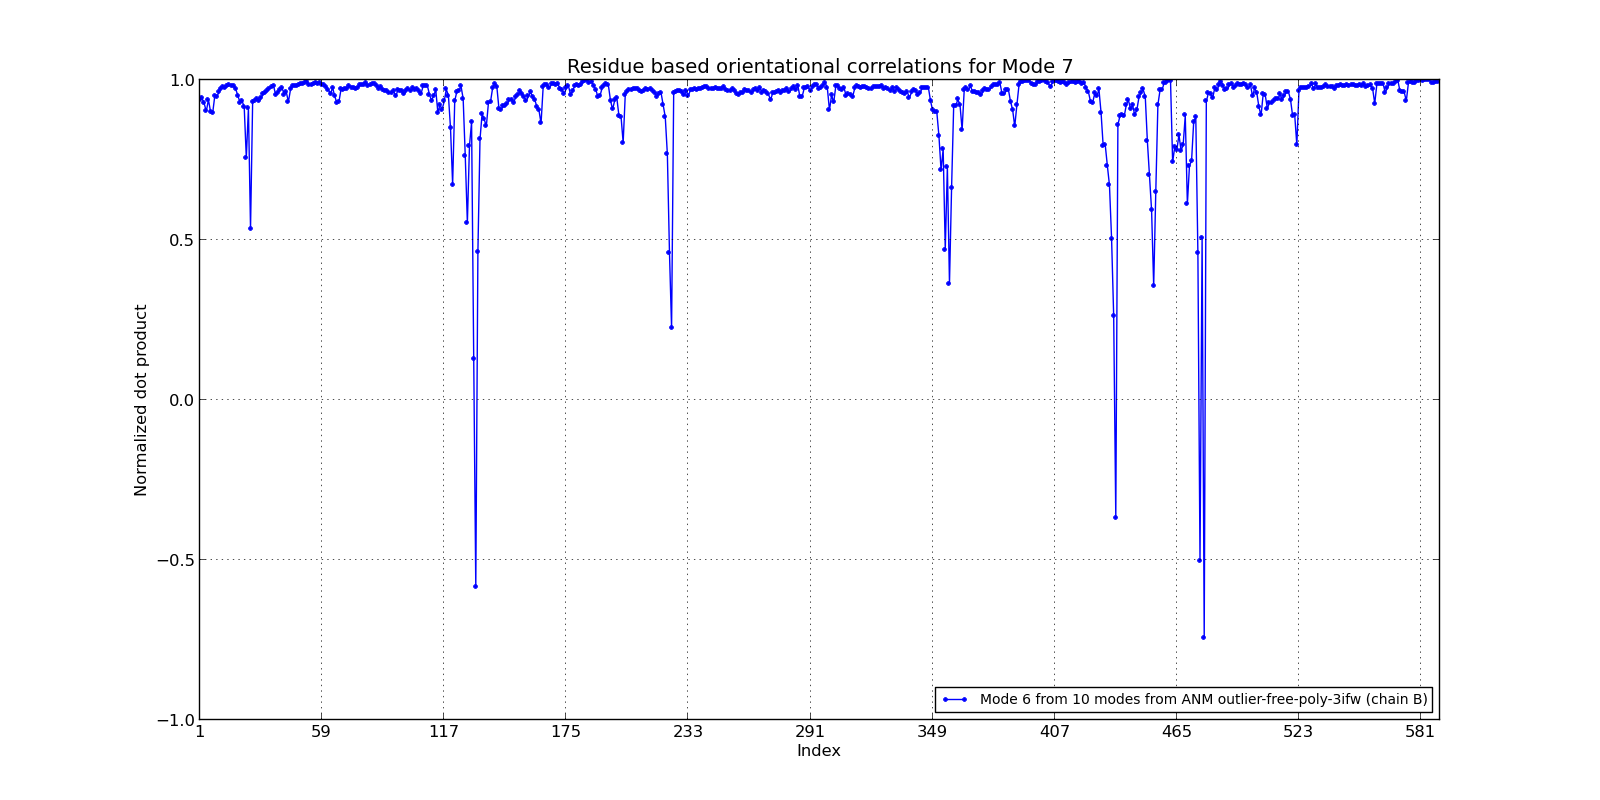 Residue based orientational correlations for Mode 7
1.0
0.5
0.0
−0.5
−1.0
Normalized dot product
Mode 6 from 10 modes from ANM outlier-free-poly-3ifw (chain B)
1 59 117 175 233 291 349 407 465 523 581
Index